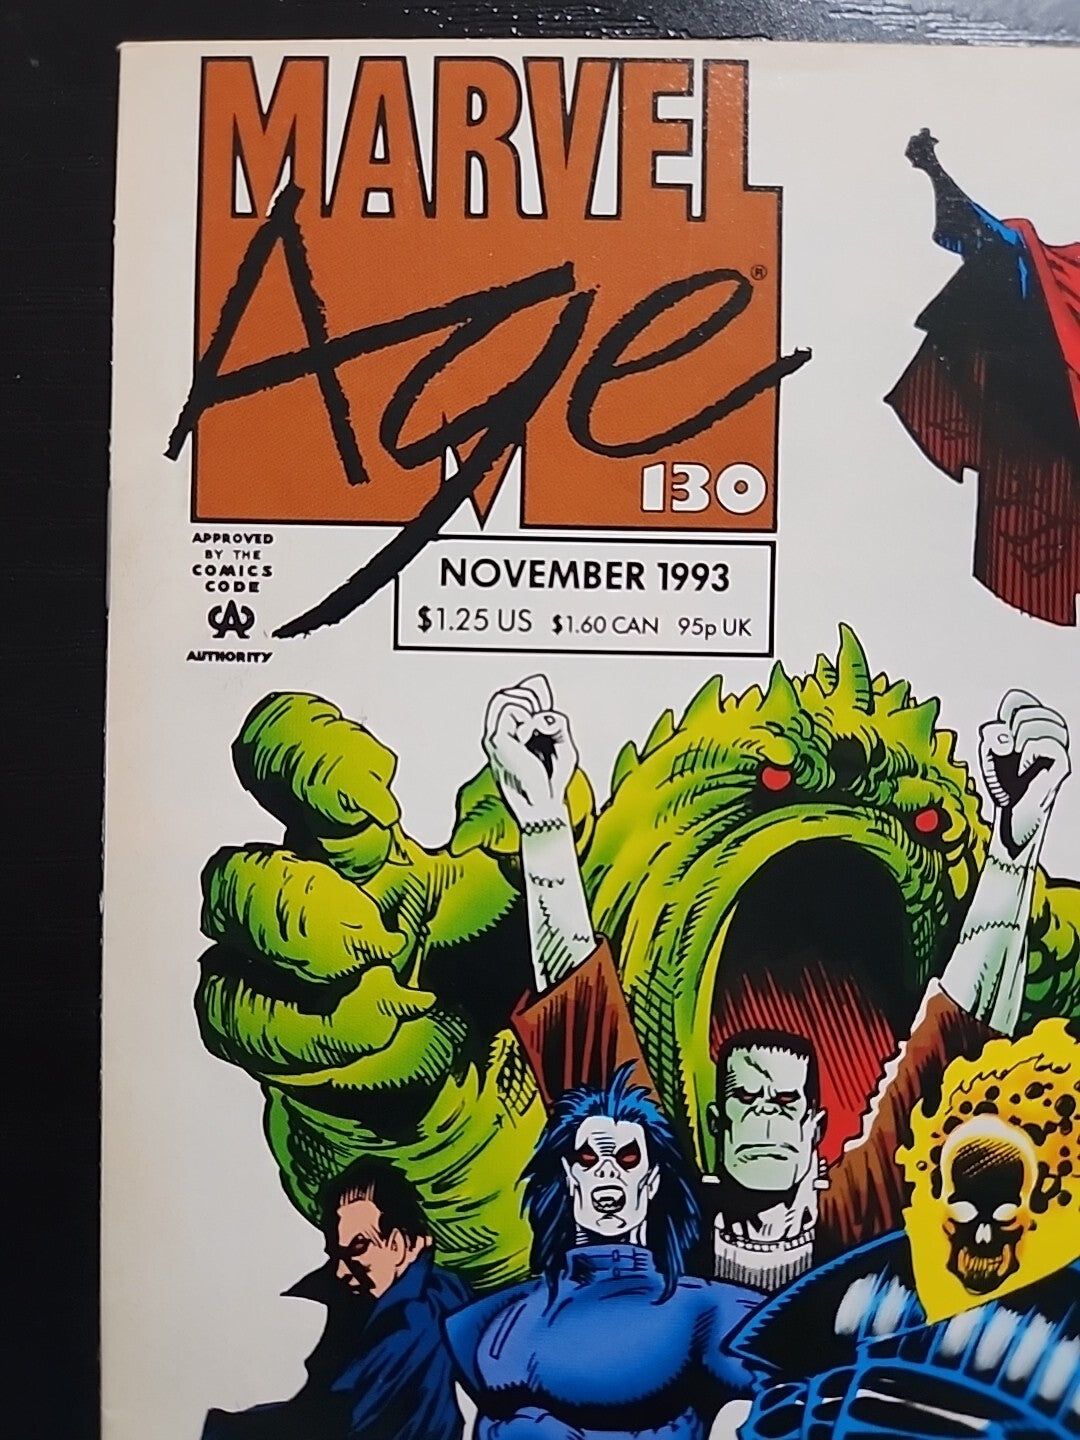 MARVEL
Age ®
130
APPROVED
BY THE
COMICS
CODE
CA
AUTHORITY
NOVEMBER 1993
$1.25 US $1.60 CAN 95p UK